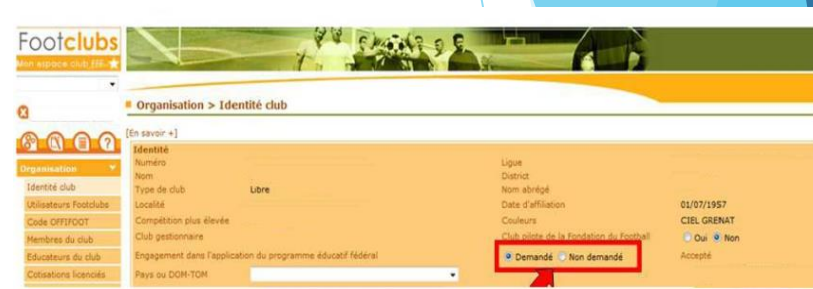 Footclubs
Mon espace club FFF
Organisation > Identité club
[En savoir +]
Organisation
Identité club
Utilisateurs Footclubs
Code OFFIFOOT
Membres du club
Educateurs du club
Cotisations licenciés
Identité
Numéro
Ligue
Nom
District
Type de club Libre
Nom abrégé
Localité
Date d'affiliation 01/07/1957
Compétition plus élevée
Couleurs CIEL GRENAT
Club gestionnaire
Club pilote de la Fondation du Football Oui Non
Engagement dans l'application du programme éducatif fédéral Demandé Non demandé Accepté
Pays ou DOM-TOM